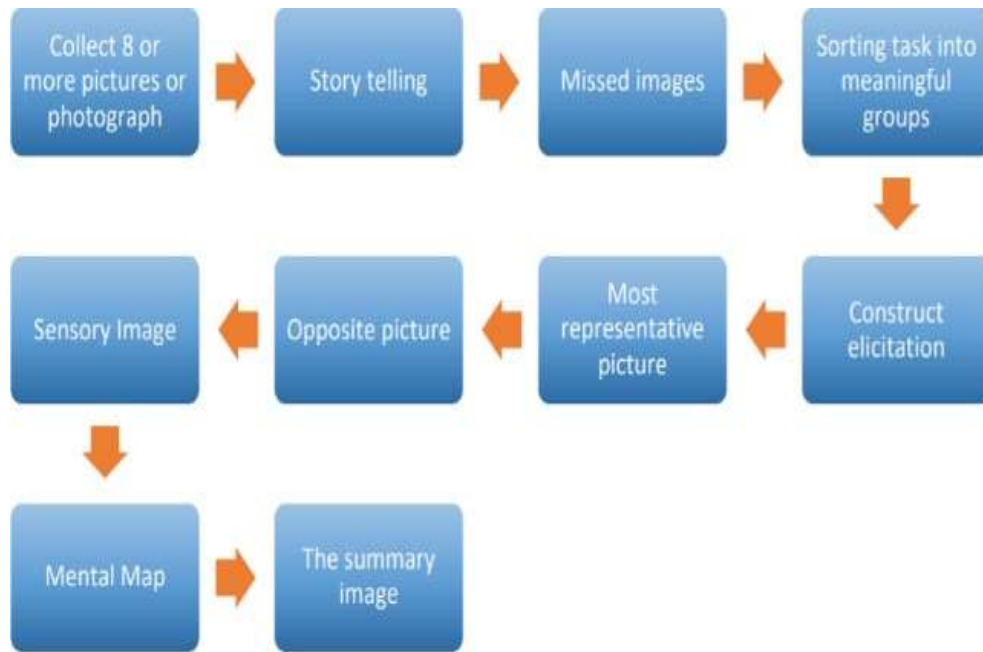 Collect 8 or
more pictures or
photograph
Story telling
Missed images
Sorting task into
meaningful
groups
Construct
elicitation
Most
representative
picture
Opposite picture
Sensory Image
Mental Map
The summary
image